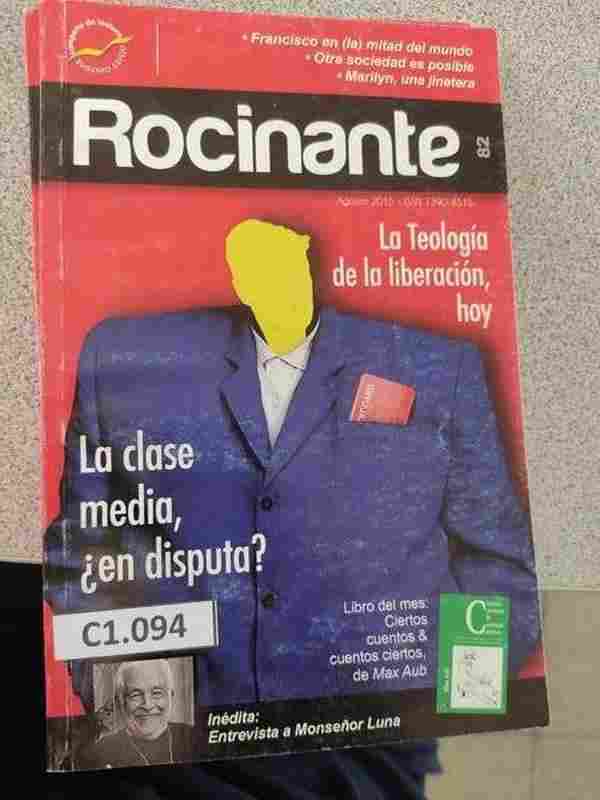 • Francisco en (la) mitad del mundo
• Otra sociedad es posible
• Marilyn, una jinetera
Rocinante
82
La Teología
de la liberación,
hoy
La clase
media,
¿en disputa?
C1.094
Libro del mes:
Ciertos
cuentos &
cuentos ciertos,
de Max Aub
C
Inédita:
Entrevista a Monseñor Luna